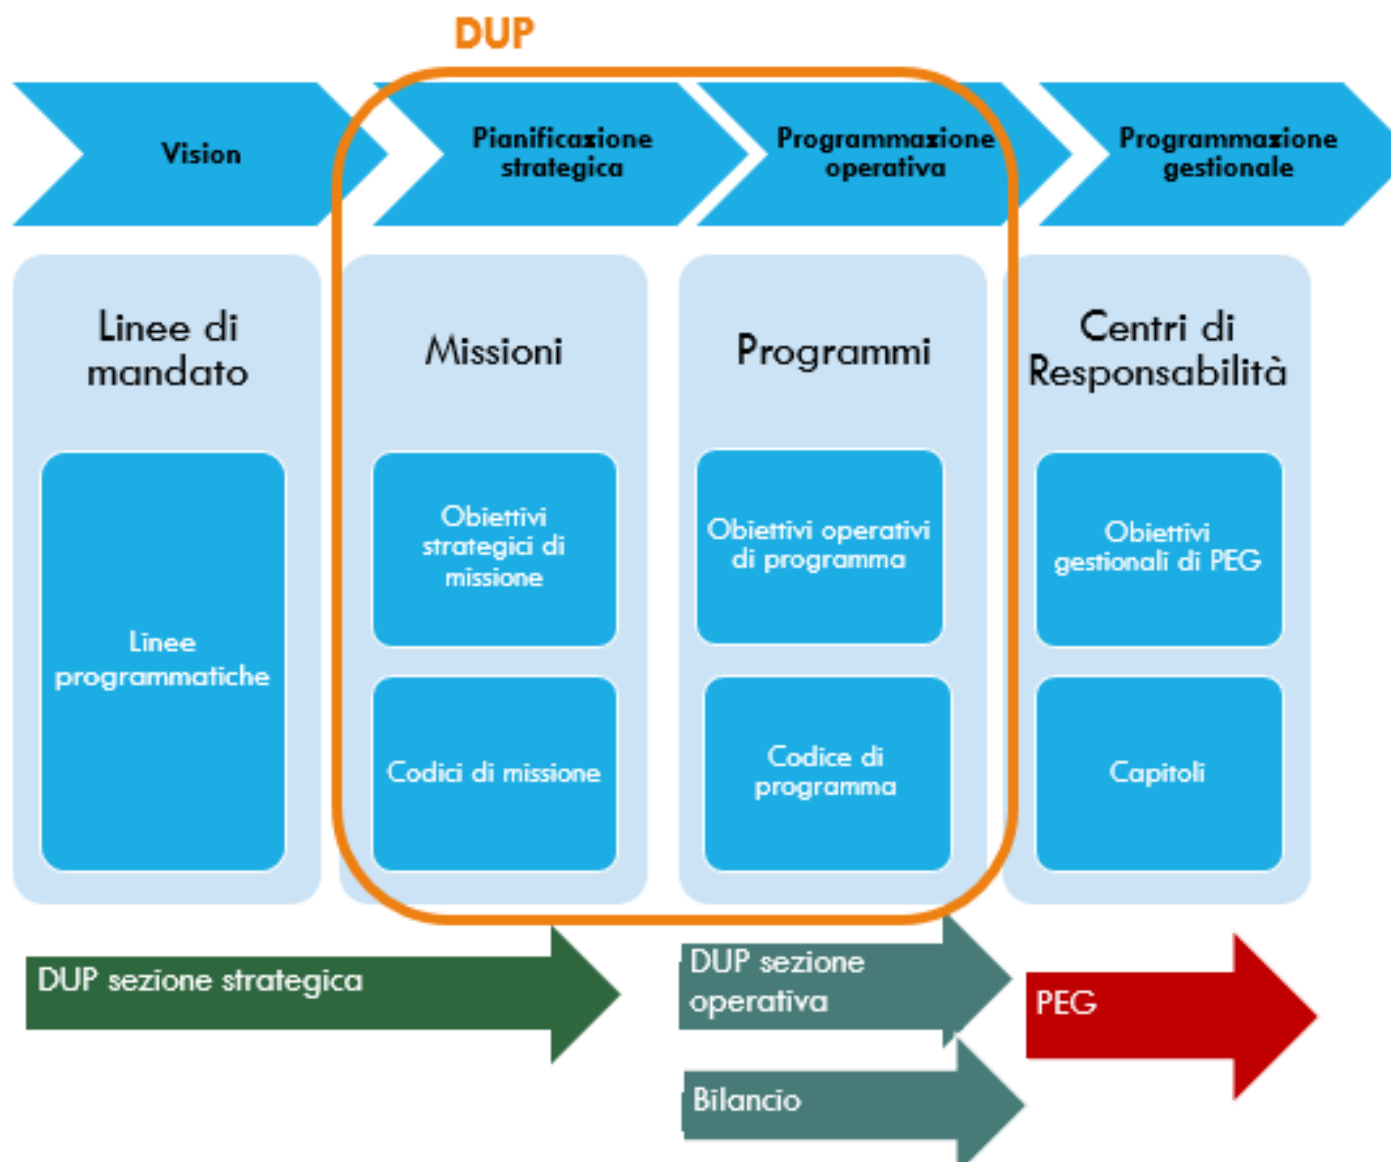 DUP
Vision
Pianificazione
strategica
Programmazione
operativa
Programmazione
gestionale
Linee di
mandato
Missioni
Programmi
Centri di
Responsabilità
Linee
programmatiche
Obiettivi
strategici di
missione
Obiettivi operativi
di programma
Obiettivi
gestionali di PEG
Codici di missione
Codice di
programma
Capitoli
DUP sezione strategica
DUP sezione
operativa
PEG
Bilancio